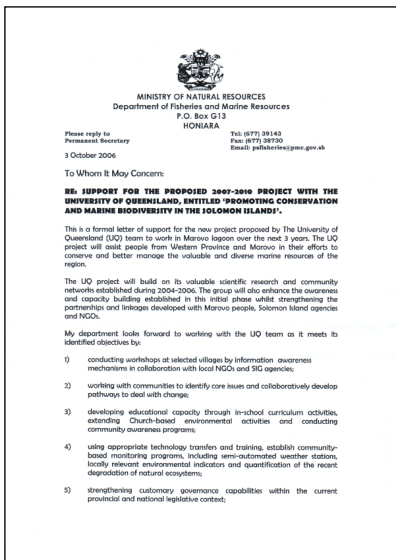 MINISTRY OF NATURAL RESOURCES
Department of Fisheries and Marine Resources
P.O. Box G13
HONIARA
Please reply to
Permanent Secretary
Tel: (677) 39143
Fax: (677) 38730
Email: psfisheries@pmc.gov.sb
3 October 2006
To Whom It May Concern:
RE: SUPPORT FOR THE PROPOSED 2007-2010 PROJECT WITH THE
UNIVERSITY OF QUEENSLAND, ENTITLED ‘PROMOTING CONSERVATION
AND MARINE BIODIVERSITY IN THE SOLOMON ISLANDS’.
This is a formal letter of support for the new project proposed by The University of
Queensland (UQ) team to work in Marovo lagoon over the next 3 years. The UQ
project will assist people from Western Province and Marovo in their efforts to
conserve and better manage the valuable and diverse marine resources of the
region.
The UQ project will build on its valuable scientific research and community
networks established during 2004-2006. The group will also enhance the awareness
and capacity building established in this initial phase whilst strengthening the
partnerships and linkages developed with Marovo people, Solomon Island agencies
and NGOs.
My department looks forward to working with the UQ team as it meets its
identified objectives by:
1) conducting workshops at selected villages by information awareness
mechanisms in collaboration with local NGOs and SIG agencies;
2) working with communities to identify core issues and collaboratively develop
pathways to deal with change;
3) developing educational capacity through in-school curriculum activities,
extending Church-based environmental activities and conducting
community awareness programs;
4) using appropriate technology transfers and training, establish community-
based monitoring programs, including semi-automated weather stations,
locally relevant environmental indicators and quantification of the recent
degradation of natural ecosystems;
5) strengthening customary governance capabilities within the current
provincial and national legislative context;